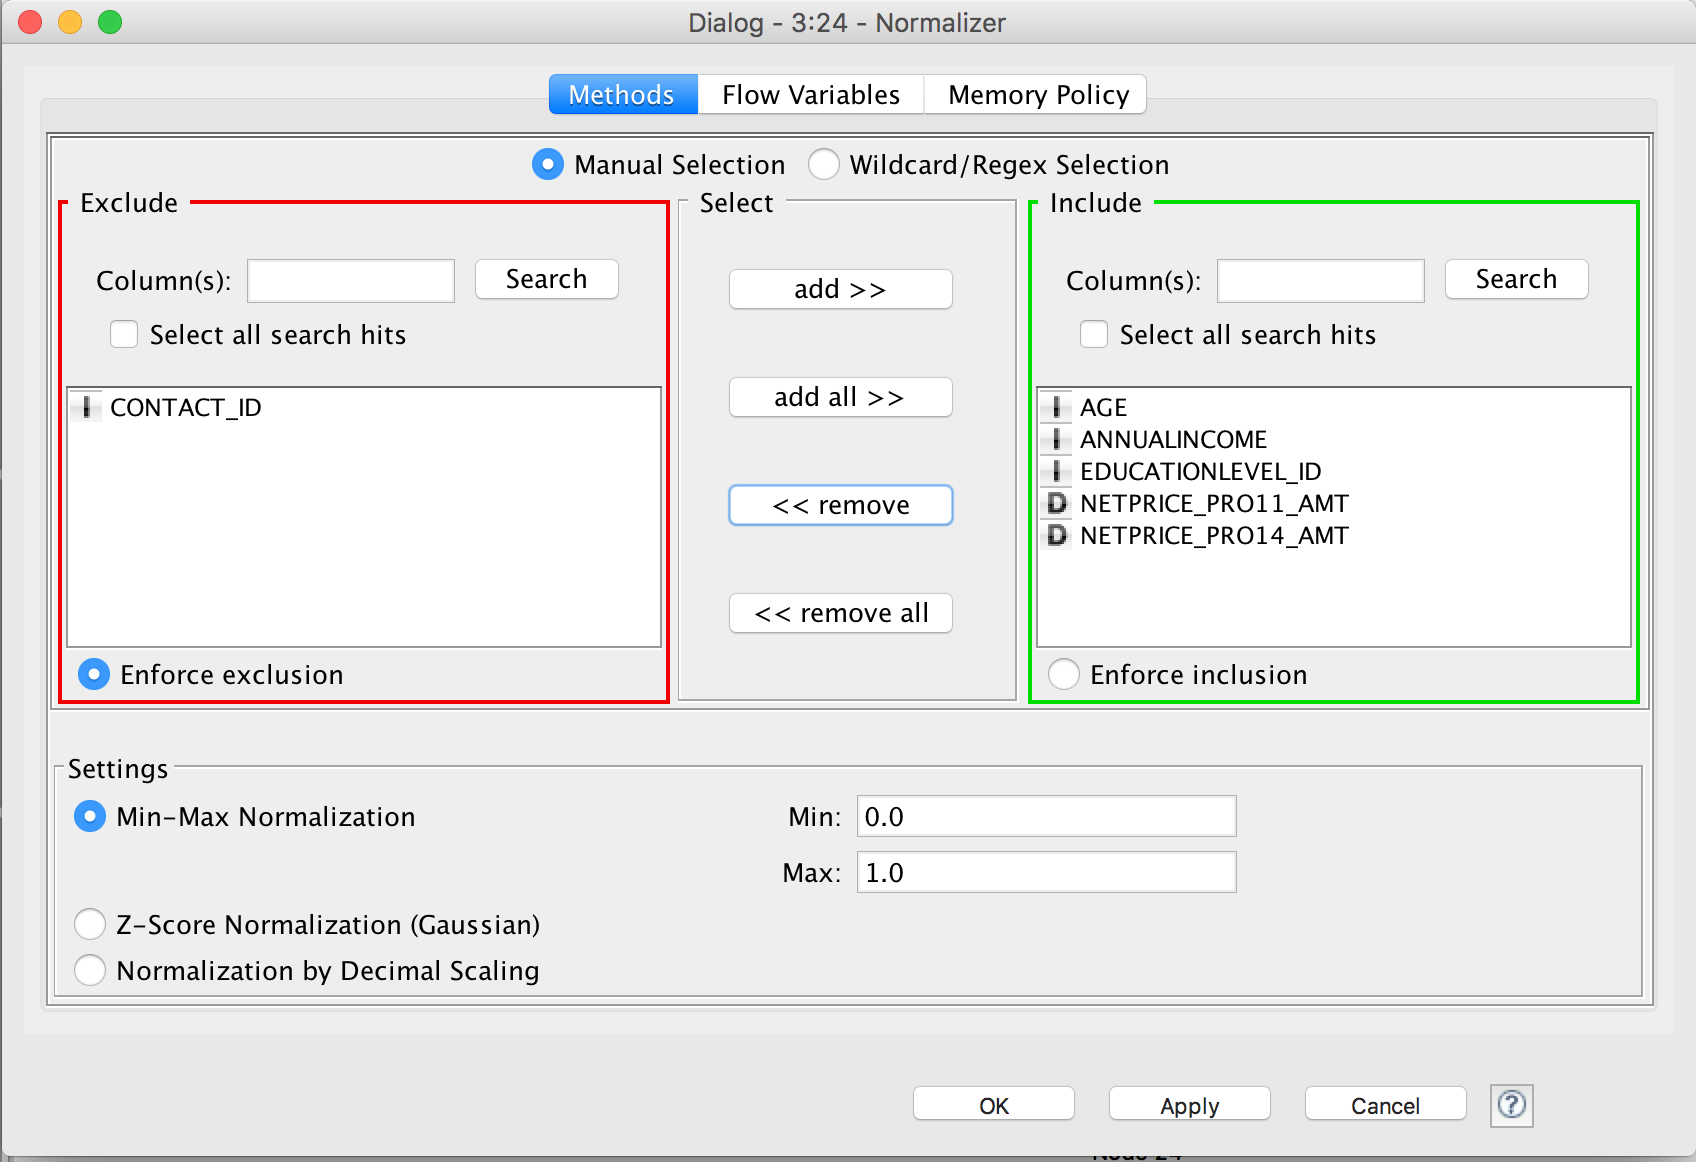 Dialog - 3:24 - Normalizer
Methods Flow Variables Memory Policy
Manual Selection Wildcard/Regex Selection
Exclude
Column(s): Search
Select all search hits
I CONTACT_ID
Enforce exclusion
Select
add >>
add all >>
<< remove
<< remove all
Include
Column(s): Search
Select all search hits
I AGE
I ANNUALINCOME
I EDUCATIONLEVEL_ID
D NETPRICE_PRO11_AMT
D NETPRICE_PRO14_AMT
Enforce inclusion
Settings
Min-Max Normalization Min: 0.0
Max: 1.0
Z-Score Normalization (Gaussian)
Normalization by Decimal Scaling
OK Apply Cancel ?
Node 24